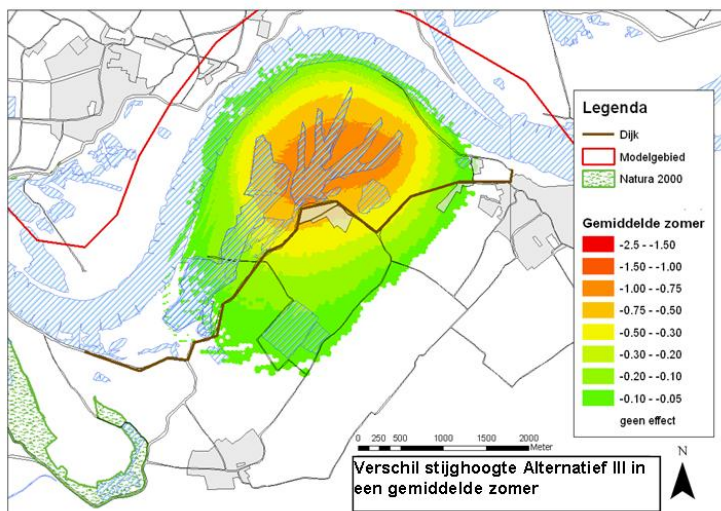 Legenda
Dijk
Modelgebied
Natura 2000
Gemiddelde zomer
-2.5 - -1.50
-1.50 - -1.00
-1.00 - -0.75
-0.75 - -0.50
-0.50 - -0.30
-0.30 - -0.20
-0.20 - -0.10
-0.10 - -0.05
geen effect
0 250 500 1000 1500 2000
Meter
N
Verschil stijghoogte Alternatief III in
een gemiddelde zomer